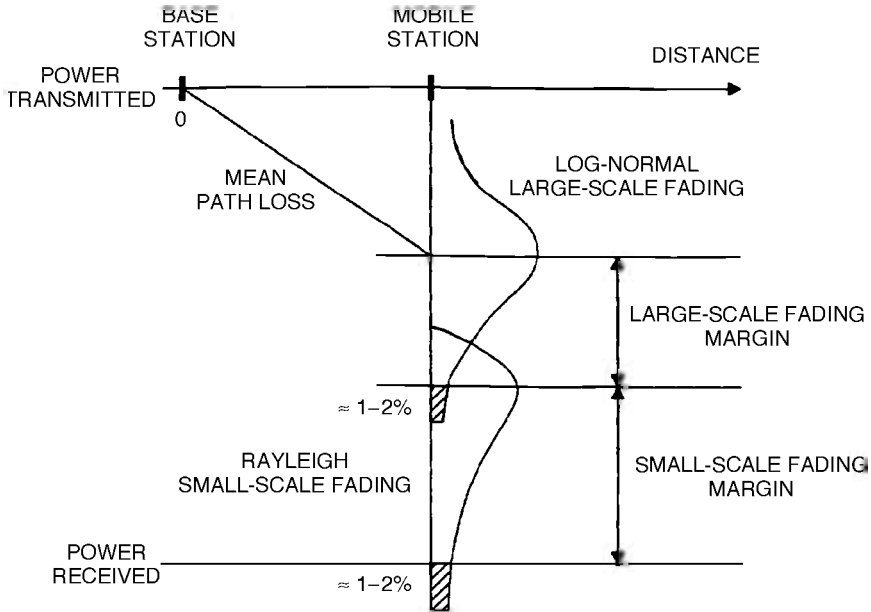 BASE
STATION
MOBILE
STATION
DISTANCE
POWER
TRANSMITTED
0
MEAN
PATH LOSS
LOG-NORMAL
LARGE-SCALE FADING
LARGE-SCALE FADING
MARGIN
≈ 1–2%
RAYLEIGH
SMALL-SCALE FADING
SMALL-SCALE FADING
MARGIN
POWER
RECEIVED
≈ 1–2%